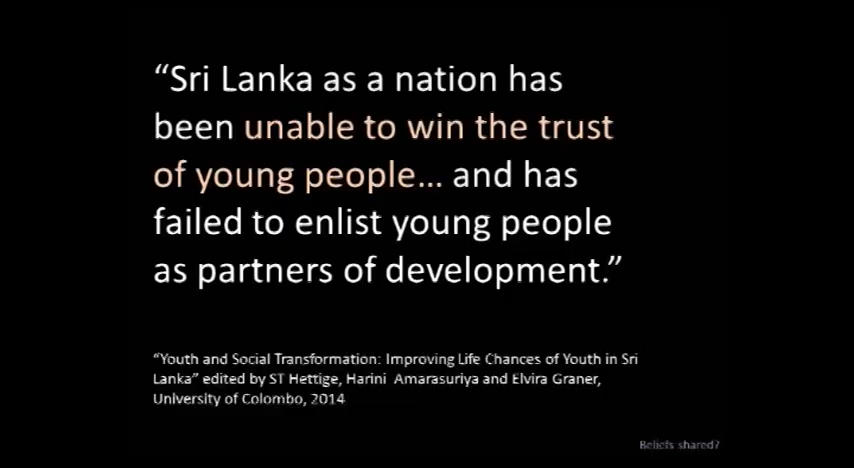 “Sri Lanka as a nation has
been unable to win the trust
of young people... and has
failed to enlist young people
as partners of development.”
“Youth and Social Transformation: Improving Life Chances of Youth in Sri
Lanka” edited by ST Hettige, Harini Amarasuriya and Elvira Graner,
University of Colombo, 2014
Beliefs shared?